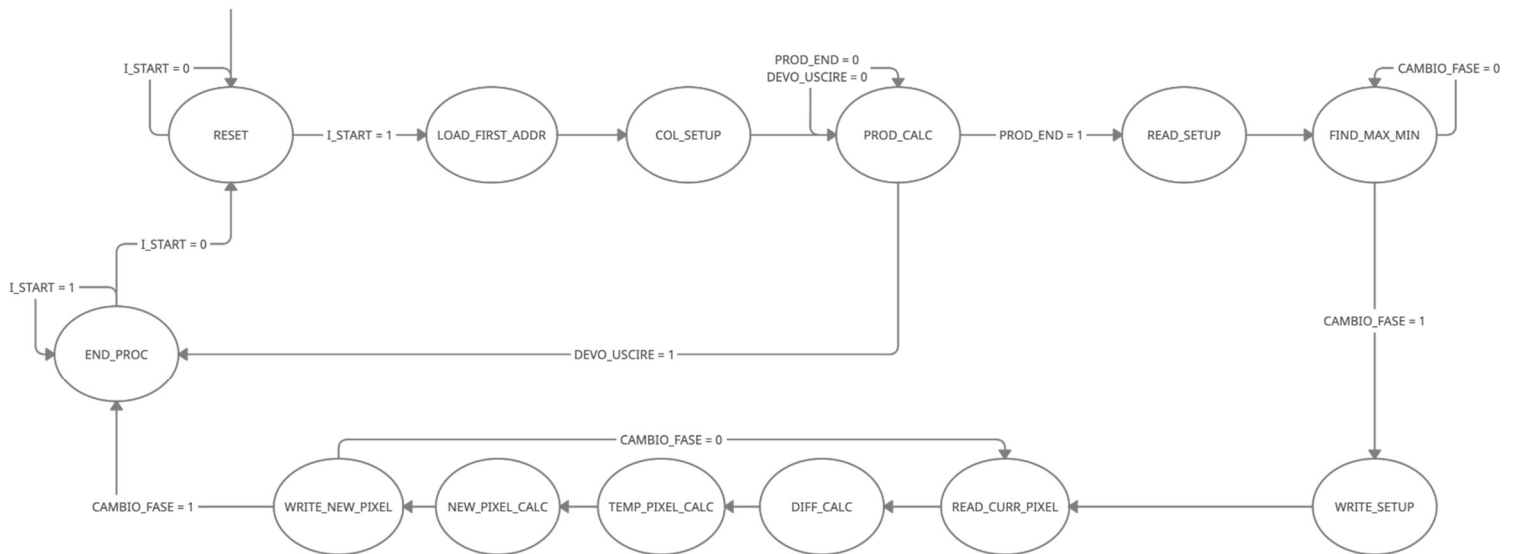 PROD_END = 0
I_START = 0
DEVO_USCIRE = 0
CAMBIO_FASE = 0
RESET
I_START = 1
LOAD_FIRST_ADDR
COL_SETUP
PROD_CALC
PROD_END = 1
READ_SETUP
FIND_MAX_MIN
I_START = 0
I_START = 1
CAMBIO_FASE = 1
END_PROC
DEVO_USCIRE = 1
CAMBIO_FASE = 0
CAMBIO_FASE = 1
WRITE_NEW_PIXEL
NEW_PIXEL_CALC
TEMP_PIXEL_CALC
DIFF_CALC
READ_CURR_PIXEL
WRITE_SETUP